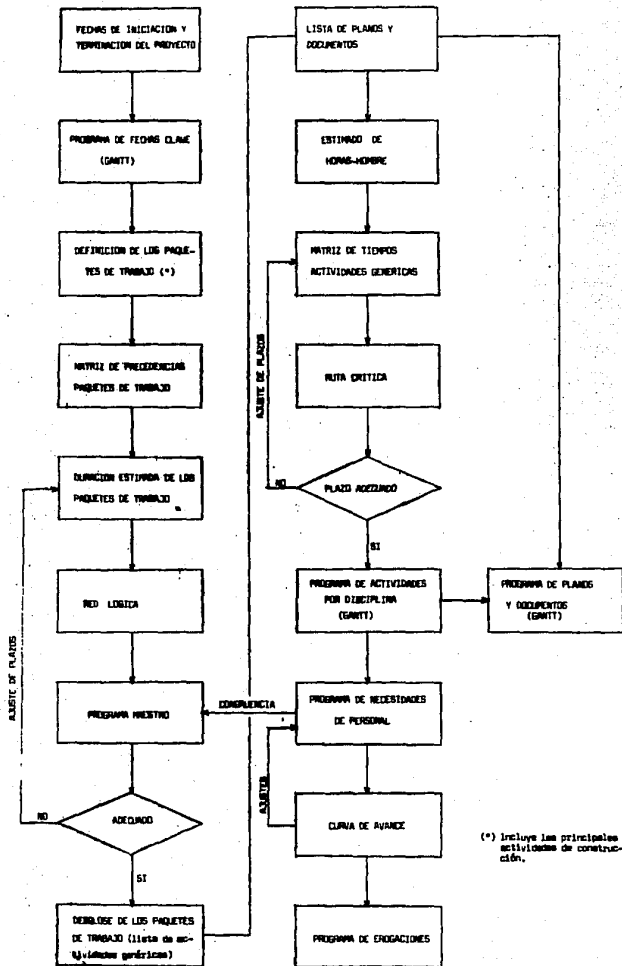 FECHAS DE INICIACION Y
TERMINACION DEL PROYECTO
PROGRAMA DE FECHAS CLAVE
(GANTT)
DEFINICION DE LOS PAQUE-
TES DE TRABAJO (*)
MATRIZ DE PRECEDENCIAS
PAQUETES DE TRABAJO
DURACION ESTIMADA DE LOS
PAQUETES DE TRABAJO
RED LOGICA
PROGRAMA MAESTRO
ADECUADO
NO
SI
AJUSTE DE PLAZOS
DESGLOSE DE LOS PAQUETES
DE TRABAJO (lista de ac-
tividades genéricas)
LISTA DE PLANOS Y
DOCUMENTOS
ESTIMADO DE
HORAS-HOMBRE
MATRIZ DE TIEMPOS
ACTIVIDADES GENERICAS
RUTA CRITICA
PLAZO ADECUADO
NO
SI
AJUSTE DE PLAZOS
PROGRAMA DE ACTIVIDADES
POR DISCIPLINA
(GANTT)
PROGRAMA DE PLANOS
Y DOCUMENTOS
(GANTT)
CONGRUENCIA
PROGRAMA DE NECESIDADES
DE PERSONAL
AJUSTES
CURVA DE AVANCE
PROGRAMA DE EROGACIONES
(*) Incluye las principales
actividades de construc-
ción.